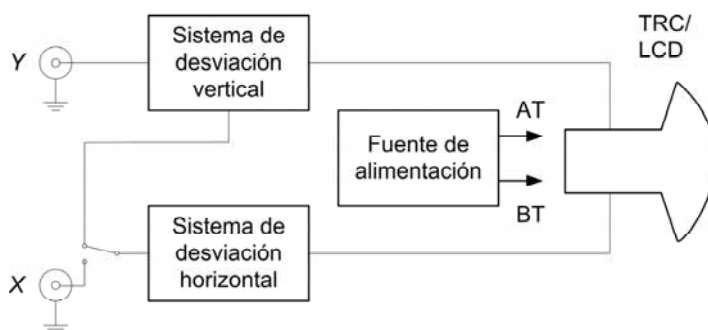 Y
Sistema de
desviación
vertical
TRC/
LCD
Fuente de
alimentación
AT
BT
Sistema de
desviación
horizontal
X